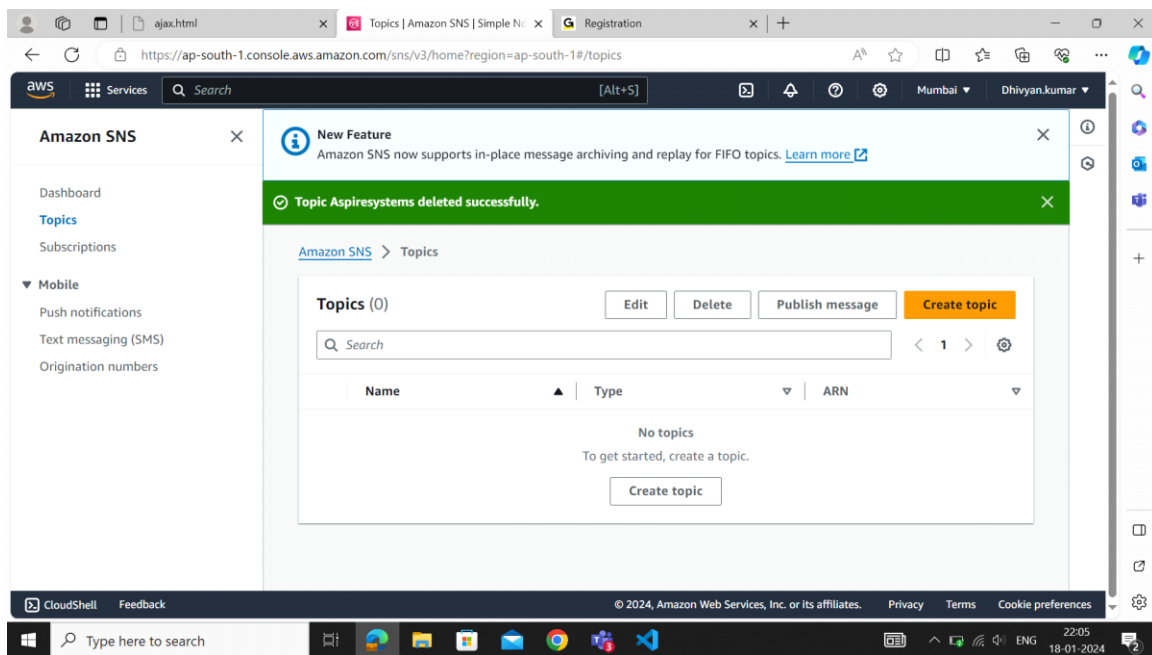 ajax.html
Topics | Amazon SNS | Simple No
G Registration
https://ap-south-1.console.aws.amazon.com/sns/v3/home?region=ap-south-1#/topics
aws
Services
Search
[Alt+S]
Mumbai
Dhivyan.kumar
Amazon SNS
Dashboard
Topics
Subscriptions
Mobile
Push notifications
Text messaging (SMS)
Origination numbers
New Feature
Amazon SNS now supports in-place message archiving and replay for FIFO topics. Learn more
Topic Aspiresystems deleted successfully.
Amazon SNS > Topics
Topics (0)
Edit
Delete
Publish message
Create topic
Search
1
Name
Type
ARN
No topics
To get started, create a topic.
Create topic
CloudShell
Feedback
© 2024, Amazon Web Services, Inc. or its affiliates.
Privacy
Terms
Cookie preferences
Type here to search
ENG
22:05
18-01-2024
2